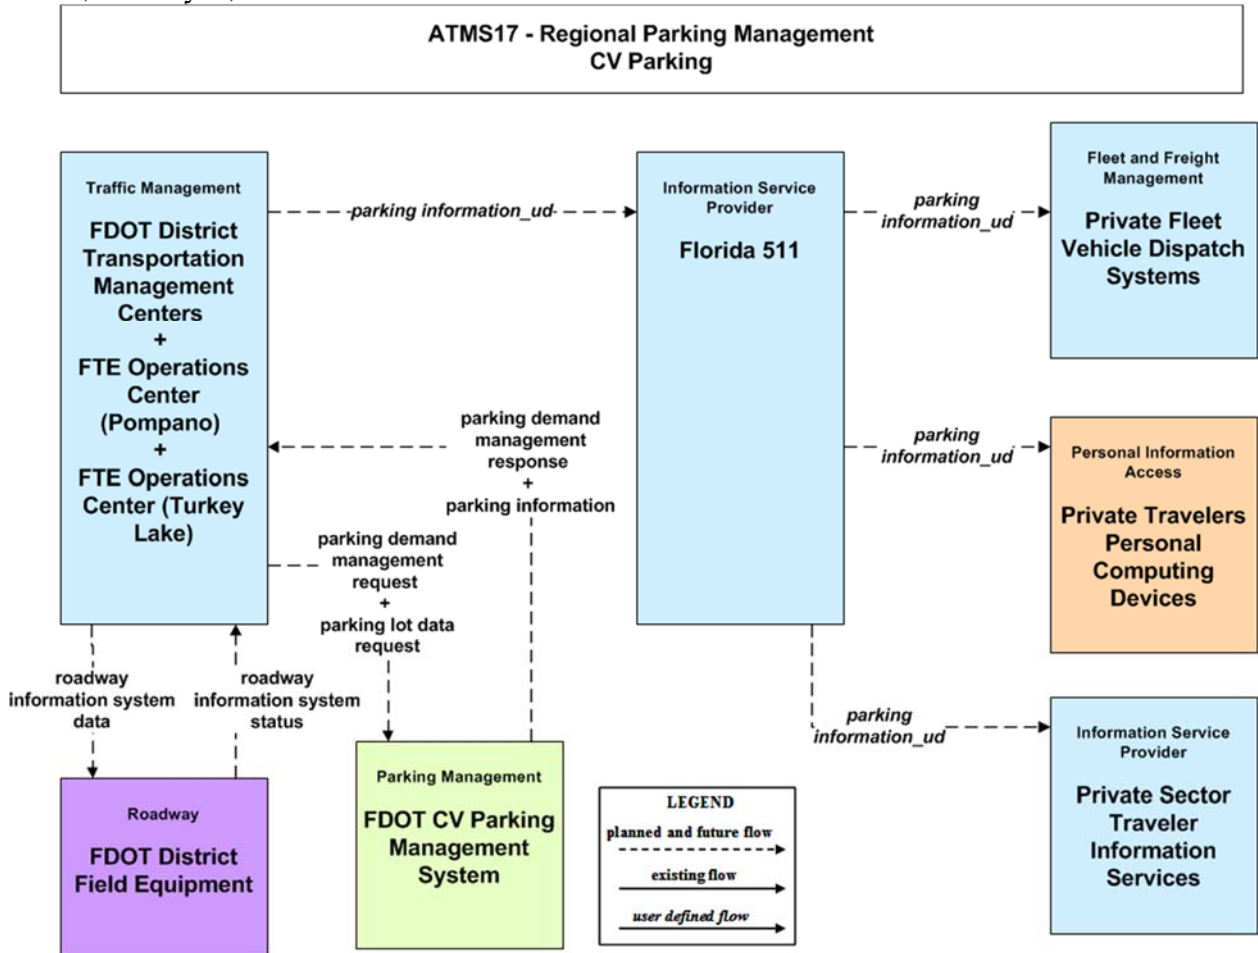 ATMS17 - Regional Parking Management
CV Parking
Traffic Management
FDOT District
Transportation
Management
Centers
+
FTE Operations
Center
(Pompano)
+
FTE Operations
Center (Turkey
Lake)
parking information_ud
Information Service
Provider
Florida 511
parking
information_ud
Fleet and Freight
Management
Private Fleet
Vehicle Dispatch
Systems
parking demand
management
response
+
parking information
parking
information_ud
Personal Information
Access
Private Travelers
Personal
Computing
Devices
parking demand
management
request
+
parking lot data
request
roadway
information system
data
roadway
information system
status
parking
information_ud
Information Service
Provider
Private Sector
Traveler
Information
Services
Roadway
FDOT District
Field Equipment
Parking Management
FDOT CV Parking
Management
System
LEGEND
planned and future flow
existing flow
user defined flow